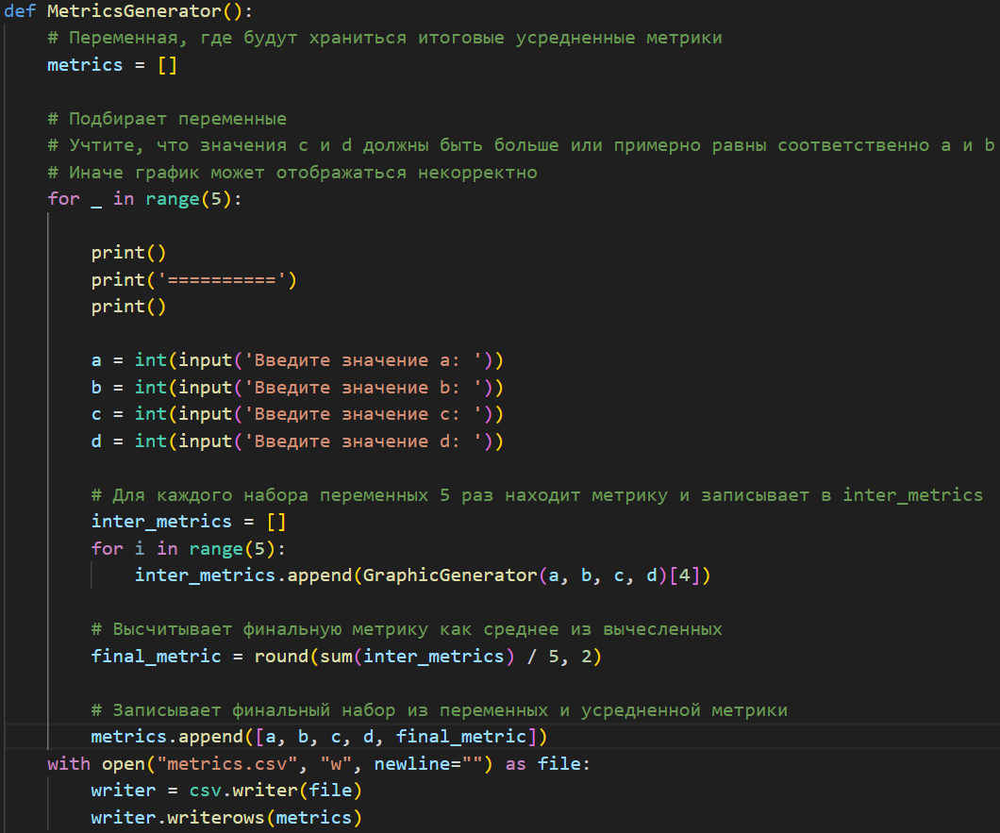 def MetricsGenerator():
    # Переменная, где будут храниться итоговые усредненные метрики
    metrics = []

    # Подбирает переменные
    # Учтите, что значения c и d должны быть больше или примерно равны соответственно a и b
    # Иначе график может отображаться некорректно
    for _ in range(5):

        print()
        print('==========')
        print()

        a = int(input('Введите значение a: '))
        b = int(input('Введите значение b: '))
        c = int(input('Введите значение c: '))
        d = int(input('Введите значение d: '))

        # Для каждого набора переменных 5 раз находит метрику и записывает в inter_metrics
        inter_metrics = []
        for i in range(5):
            inter_metrics.append(GraphicGenerator(a, b, c, d)[4])

        # Высчитывает финальную метрику как среднее из вычесленных
        final_metric = round(sum(inter_metrics) / 5, 2)

        # Записывает финальный набор из переменных и усредненной метрики
        metrics.append([a, b, c, d, final_metric])
    with open("metrics.csv", "w", newline="") as file:
        writer = csv.writer(file)
        writer.writerows(metrics)